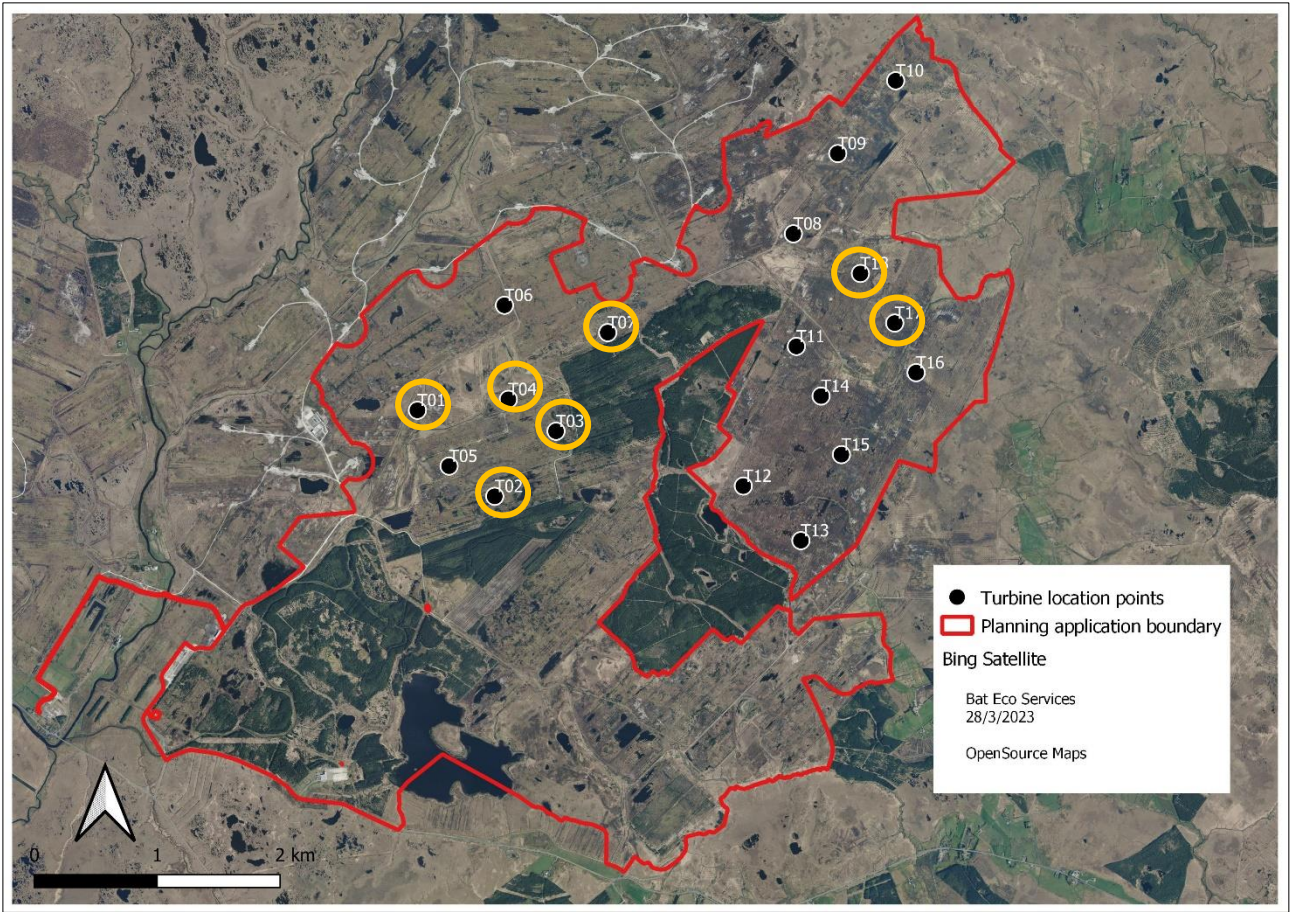 T10
T09
T08
T18
T06
T17
T07
T11
T16
T04
T14
T01
T03
T15
T05
T12
T02
T13
Turbine location points
Planning application boundary
Bing Satellite
Bat Eco Services
28/3/2023
OpenSource Maps
0 1 2 km